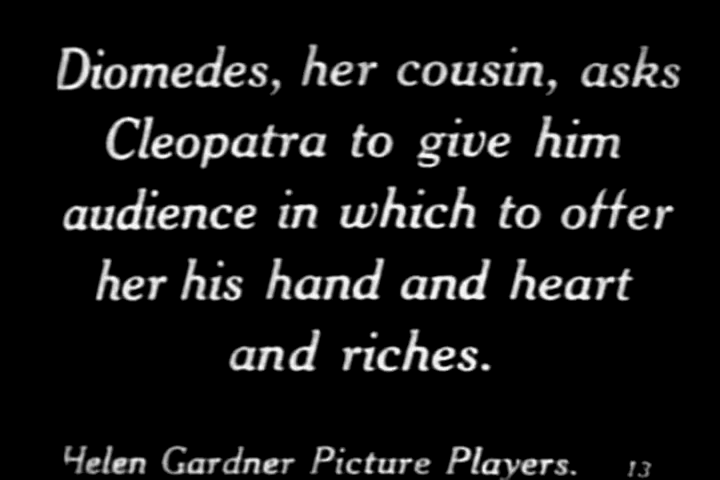 Diomedes, her cousin, asks
Cleopatra to give him
audience in which to offer
her his hand and heart
and riches.
Helen Gardner Picture Players. 13